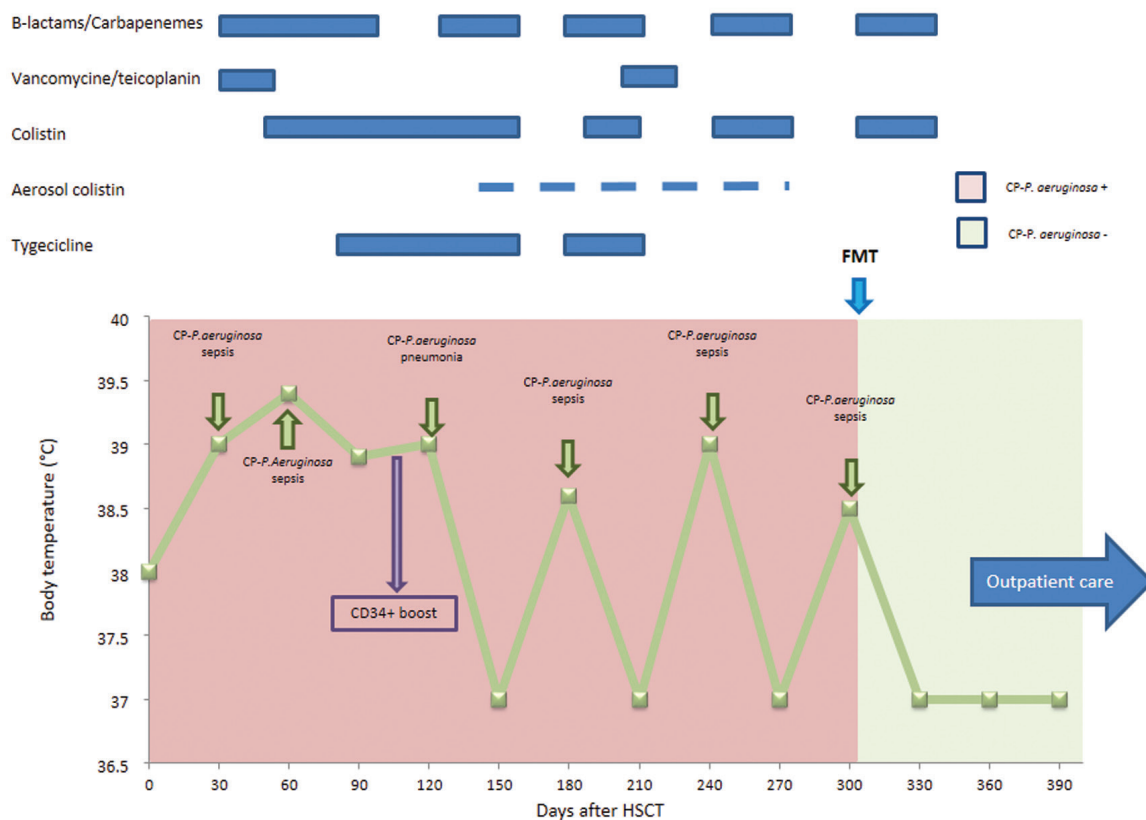 B-lactams/Carbapenemes
Vancomycine/teicoplanin
Colistin
Aerosol colistin
Tygecicline
CP-P. aeruginosa +
CP-P. aeruginosa -
FMT
40
39.5
39
38.5
38
37.5
37
36.5
Body temperature (°C)
CP-P.aeruginosa
sepsis
CP-P.Aeruginosa
sepsis
CP-P.aeruginosa
pneumonia
CP-P.aeruginosa
sepsis
CP-P.aeruginosa
sepsis
CP-P.aeruginosa
sepsis
CD34+ boost
Outpatient care
0 30 60 90 120 150 180 210 240 270 300 330 360 390
Days after HSCT